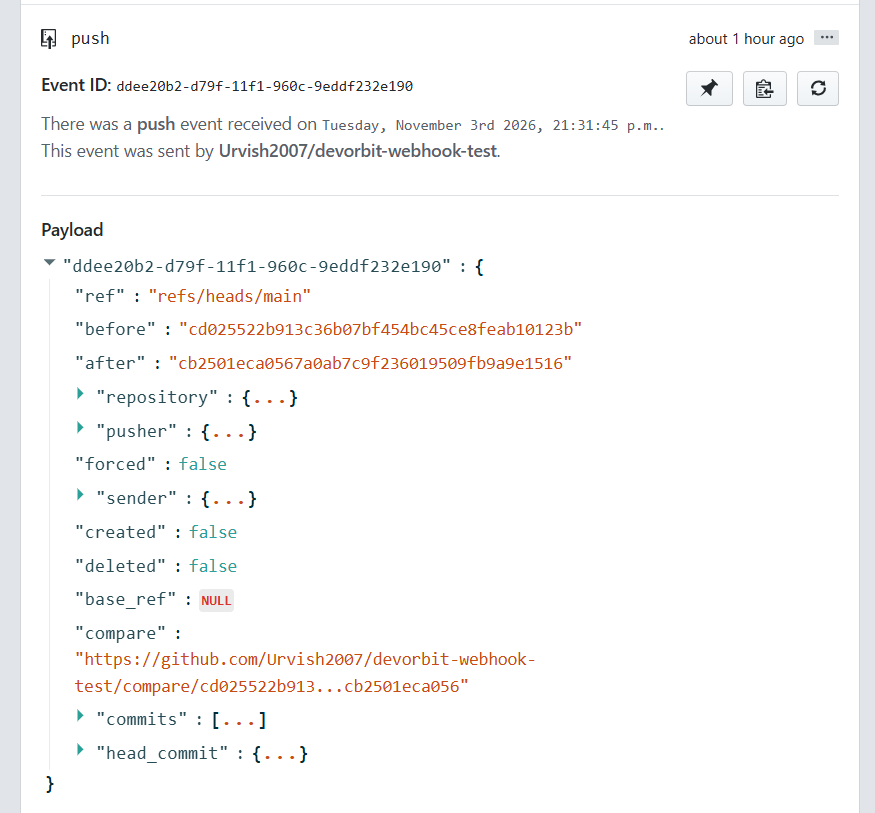 push
about 1 hour ago
Event ID: ddee20b2-d79f-11f1-960c-9eddf232e190
There was a push event received on Tuesday, November 3rd 2026, 21:31:45 p.m..
This event was sent by Urvish2007/devorbit-webhook-test.
Payload
"ddee20b2-d79f-11f1-960c-9eddf232e190" : {
"ref" : "refs/heads/main"
"before" : "cd025522b913c36b07bf454bc45ce8feab10123b"
"after" : "cb2501eca0567a0ab7c9f236019509fb9a9e1516"
"repository" : {...}
"pusher" : {...}
"forced" : false
"sender" : {...}
"created" : false
"deleted" : false
"base_ref" : NULL
"compare" :
"https://github.com/Urvish2007/devorbit-webhook-
test/compare/cd025522b913...cb2501eca056"
"commits" : [...]
"head_commit" : {...}
}